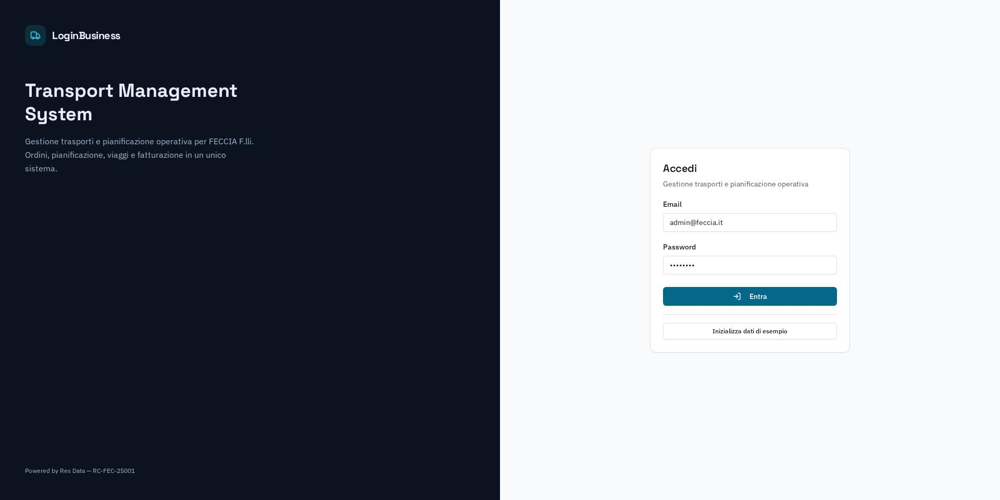 LoginBusiness
Transport Management
System
Gestione trasporti e pianificazione operativa per FECCIA F.lli.
Ordini, pianificazione, viaggi e fatturazione in un unico
sistema.
Powered by Res Data — RC-FEC-25001
Accedi
Gestione trasporti e pianificazione operativa
Email
admin@feccia.it
Password
••••••••
Entra
Inizializza dati di esempio